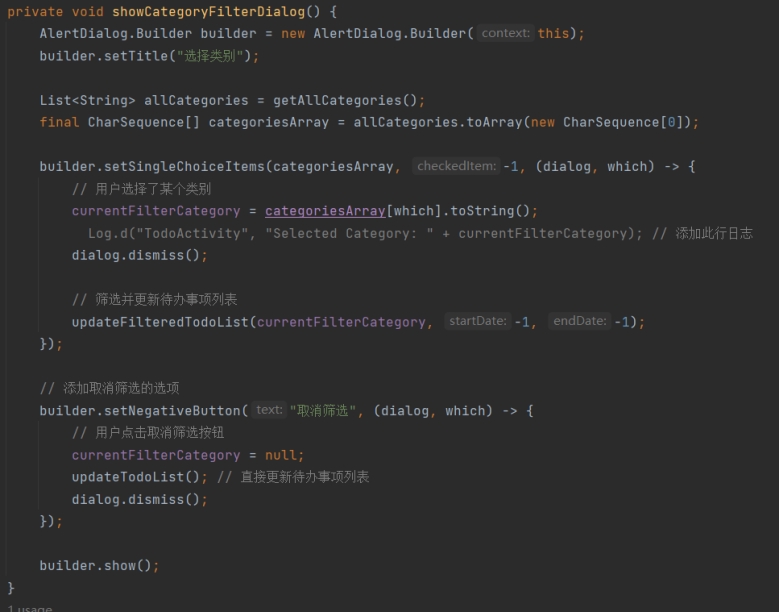 private void showCategoryFilterDialog() {
    AlertDialog.Builder builder = new AlertDialog.Builder( context: this);
    builder.setTitle("选择类别");

    List<String> allCategories = getAllCategories();
    final CharSequence[] categoriesArray = allCategories.toArray(new CharSequence[0]);

    builder.setSingleChoiceItems(categoriesArray, checkedItem: -1, (dialog, which) -> {
        // 用户选择了某个类别
        currentFilterCategory = categoriesArray[which].toString();
          Log.d("TodoActivity", "Selected Category: " + currentFilterCategory); // 添加此行日志
        dialog.dismiss();

        // 筛选并更新待办事项列表
        updateFilteredTodoList(currentFilterCategory, startDate: -1, endDate: -1);
    });

    // 添加取消筛选的选项
    builder.setNegativeButton( text: "取消筛选", (dialog, which) -> {
        // 用户点击取消筛选按钮
        currentFilterCategory = null;
        updateTodoList(); // 直接更新待办事项列表
        dialog.dismiss();
    });

    builder.show();
}
1 usage